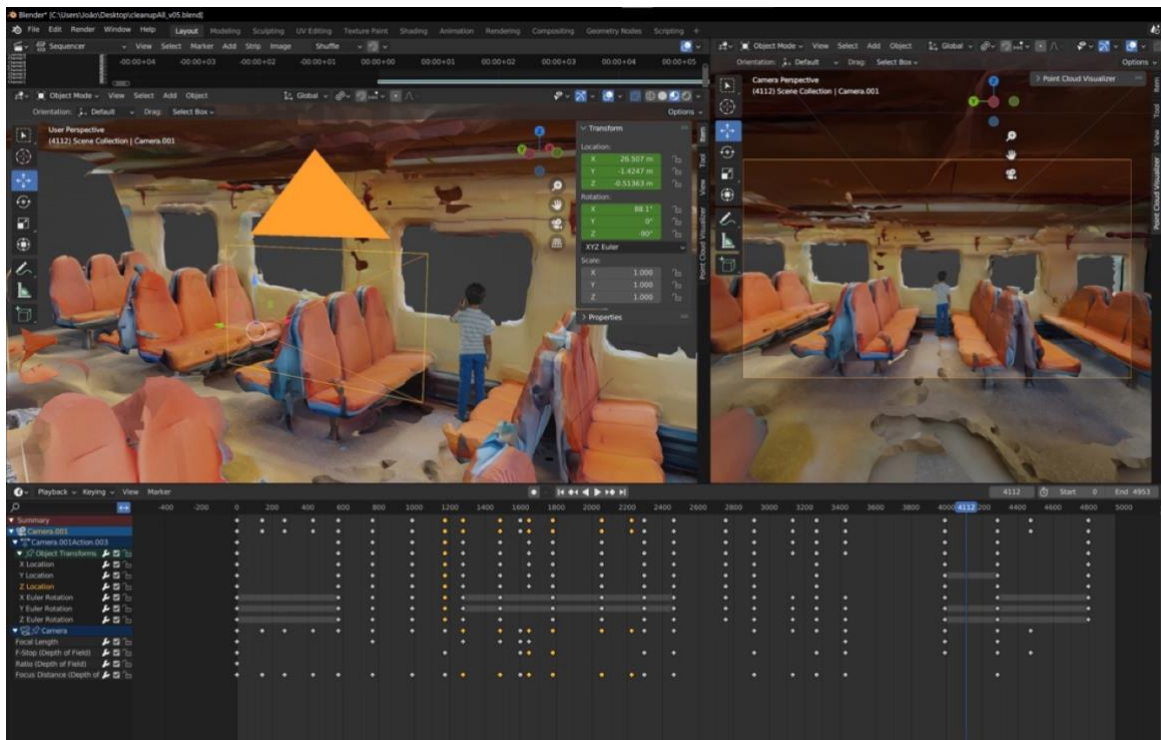 Blender* [C:\Users\João\Desktop\cleanupAll_v05.blend]
File Edit Render Window Help Layout Modeling Sculpting UV Editing Texture Paint Shading Animation Rendering Compositing Geometry Nodes Scripting +
Sequencer View Select Marker Add Strip Image Shuffle
-00:00+04 -00:00+03 -00:00+02 -00:00+01 00:00+00 00:00+01 00:00+02 00:00+03 00:00+04 00:00+05
Object Mode View Select Add Object Global
Orientation: Default Drag: Select Box Options
User Perspective
(4112) Scene Collection | Camera.001
Transform
Location:
X 26.507 m
Y -1.4247 m
Z -0.51363 m
Rotation:
X 88.1°
Y 0°
Z -90°
XYZ Euler
Scale:
X 1.000
Y 1.000
Z 1.000
Properties
Item
Tool
View
Point Cloud Visualizer
Object Mode View Select Add Object Global
Orientation: Default Drag: Select Box Options
Camera Perspective
(4112) Scene Collection | Camera.001
Point Cloud Visualizer
Item
Tool
View
Point Cloud Visualizer
Playback Keying View Marker 4112 Start 0 End 4953
-400 -200 0 200 400 600 800 1000 1200 1400 1600 1800 2000 2200 2400 2600 2800 3000 3200 3400 3600 3800 4000 4112 200 4400 4600 4800 5000
Summary
Camera.001
Camera.001Action.003
Object Transforms
X Location
Y Location
Z Location
X Euler Rotation
Y Euler Rotation
Z Euler Rotation
Camera
Focal Length
F-Stop (Depth of Field)
Ratio (Depth of Field)
Focus Distance (Depth of